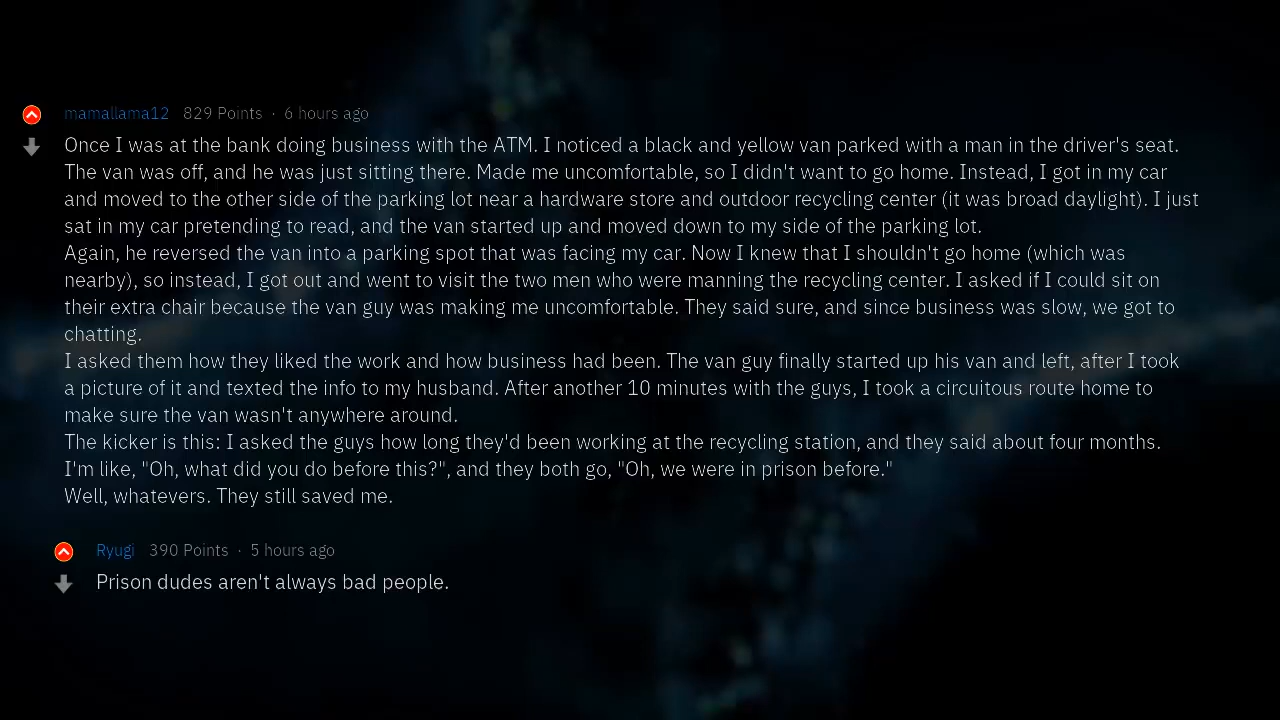 mamallama12 829 Points · 6 hours ago
Once I was at the bank doing business with the ATM. I noticed a black and yellow van parked with a man in the driver's seat.
The van was off, and he was just sitting there. Made me uncomfortable, so I didn't want to go home. Instead, I got in my car
and moved to the other side of the parking lot near a hardware store and outdoor recycling center (it was broad daylight). I just
sat in my car pretending to read, and the van started up and moved down to my side of the parking lot.
Again, he reversed the van into a parking spot that was facing my car. Now I knew that I shouldn't go home (which was
nearby), so instead, I got out and went to visit the two men who were manning the recycling center. I asked if I could sit on
their extra chair because the van guy was making me uncomfortable. They said sure, and since business was slow, we got to
chatting.
I asked them how they liked the work and how business had been. The van guy finally started up his van and left, after I took
a picture of it and texted the info to my husband. After another 10 minutes with the guys, I took a circuitous route home to
make sure the van wasn't anywhere around.
The kicker is this: I asked the guys how long they'd been working at the recycling station, and they said about four months.
I'm like, "Oh, what did you do before this?", and they both go, "Oh, we were in prison before."
Well, whatevers. They still saved me.
Ryugi 390 Points · 5 hours ago
Prison dudes aren't always bad people.